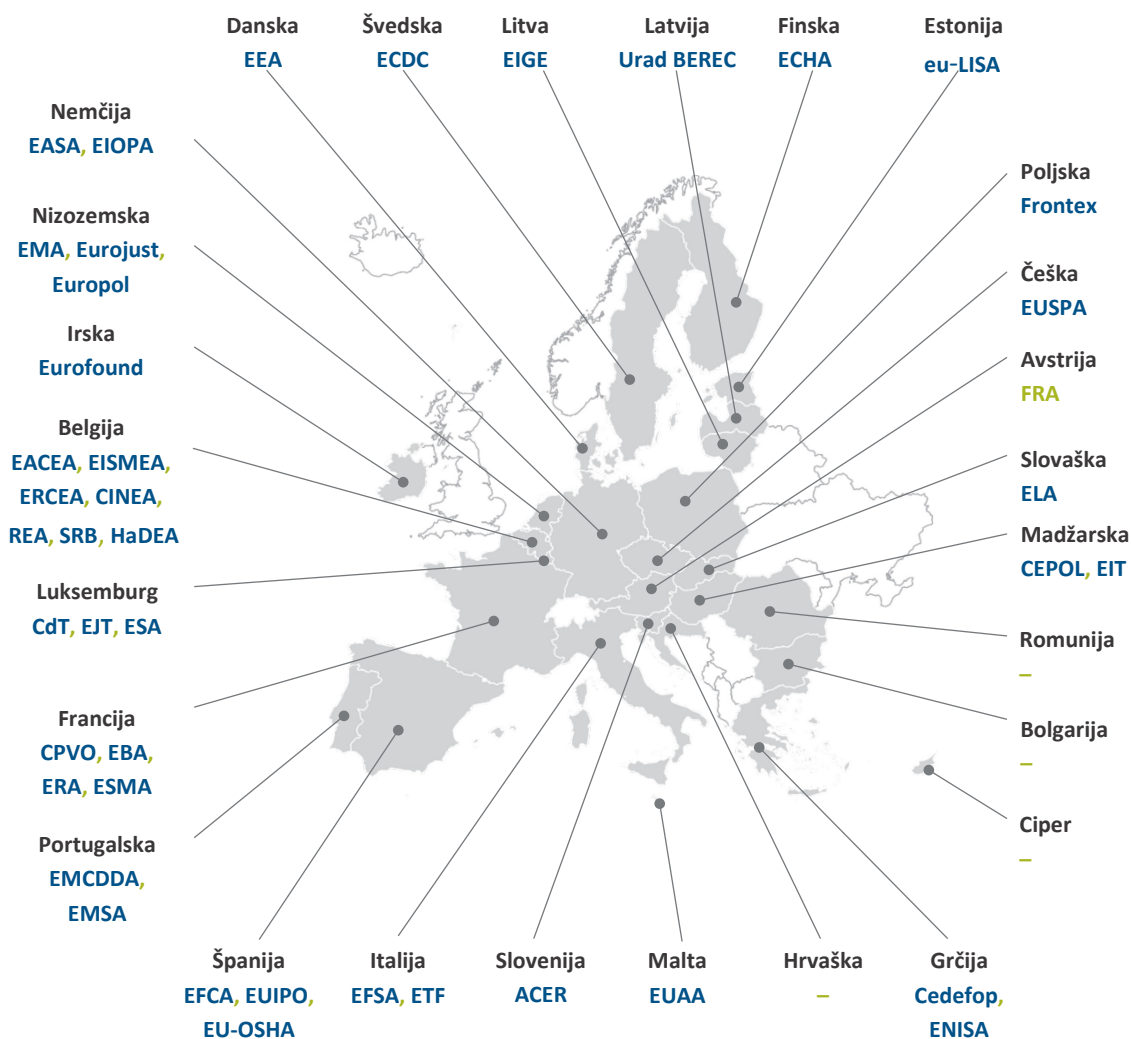 Danska
EEA
Švedska
ECDC
Litva
EIGE
Latvija
Urad BEREC
Finska
ECHA
Estonija
eu-LISA
Nemčija
EASA, EIOPA
Nizozemska
EMA, Eurojust,
Europol
Irska
Eurofound
Belgija
EACEA, EISMEA,
ERCEA, CINEA,
REA, SRB, HaDEA
Luksemburg
CdT, EJT, ESA
Francija
CPVO, EBA,
ERA, ESMA
Portugalska
EMCDDA,
EMSA
Poljska
Frontex
Češka
EUSPA
Avstrija
FRA
Slovaška
ELA
Madžarska
CEPOL, EIT
Romunija
–
Bolgarija
–
Ciper
–
Španija
EFCA, EUIPO,
EU-OSHA
Italija
EFSA, ETF
Slovenija
ACER
Malta
EUAA
Hrvaška
–
Grčija
Cedefop,
ENISA